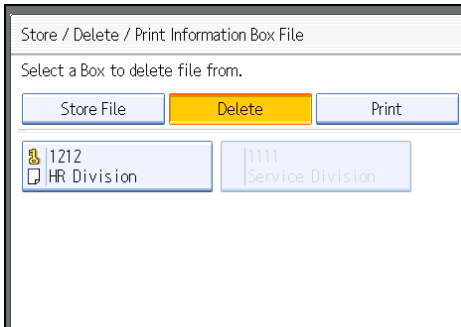 Store / Delete / Print Information Box File
Select a Box to delete file from.
Store File Delete Print
1212 1111
HR Division Service Division